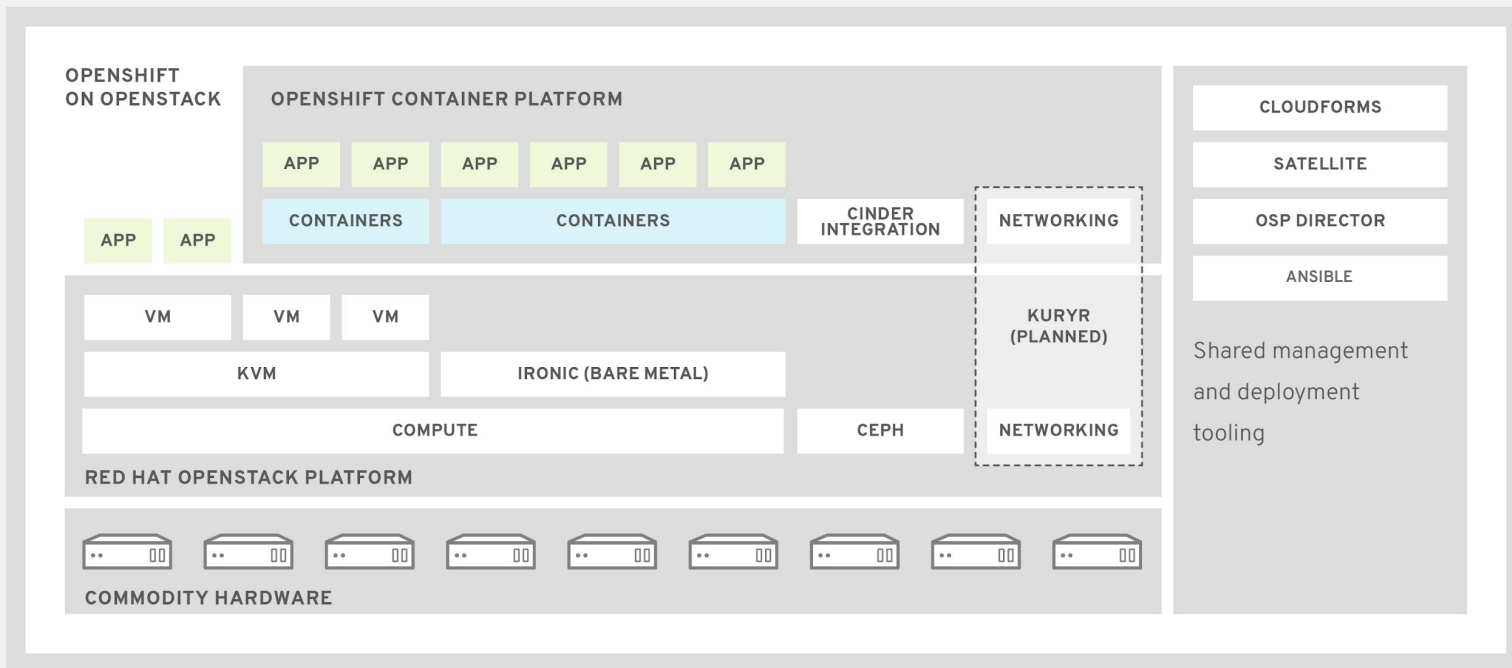 OPENSHIFT
ON OPENSTACK
OPENSHIFT CONTAINER PLATFORM
APP
APP
APP
APP
APP
APP
CONTAINERS
CONTAINERS
CINDER
INTEGRATION
NETWORKING
APP
APP
VM
VM
VM
KURYR
(PLANNED)
KVM
IRONIC (BARE METAL)
COMPUTE
CEPH
NETWORKING
RED HAT OPENSTACK PLATFORM
COMMODITY HARDWARE
CLOUDFORMS
SATELLITE
OSP DIRECTOR
ANSIBLE
Shared management
and deployment
tooling